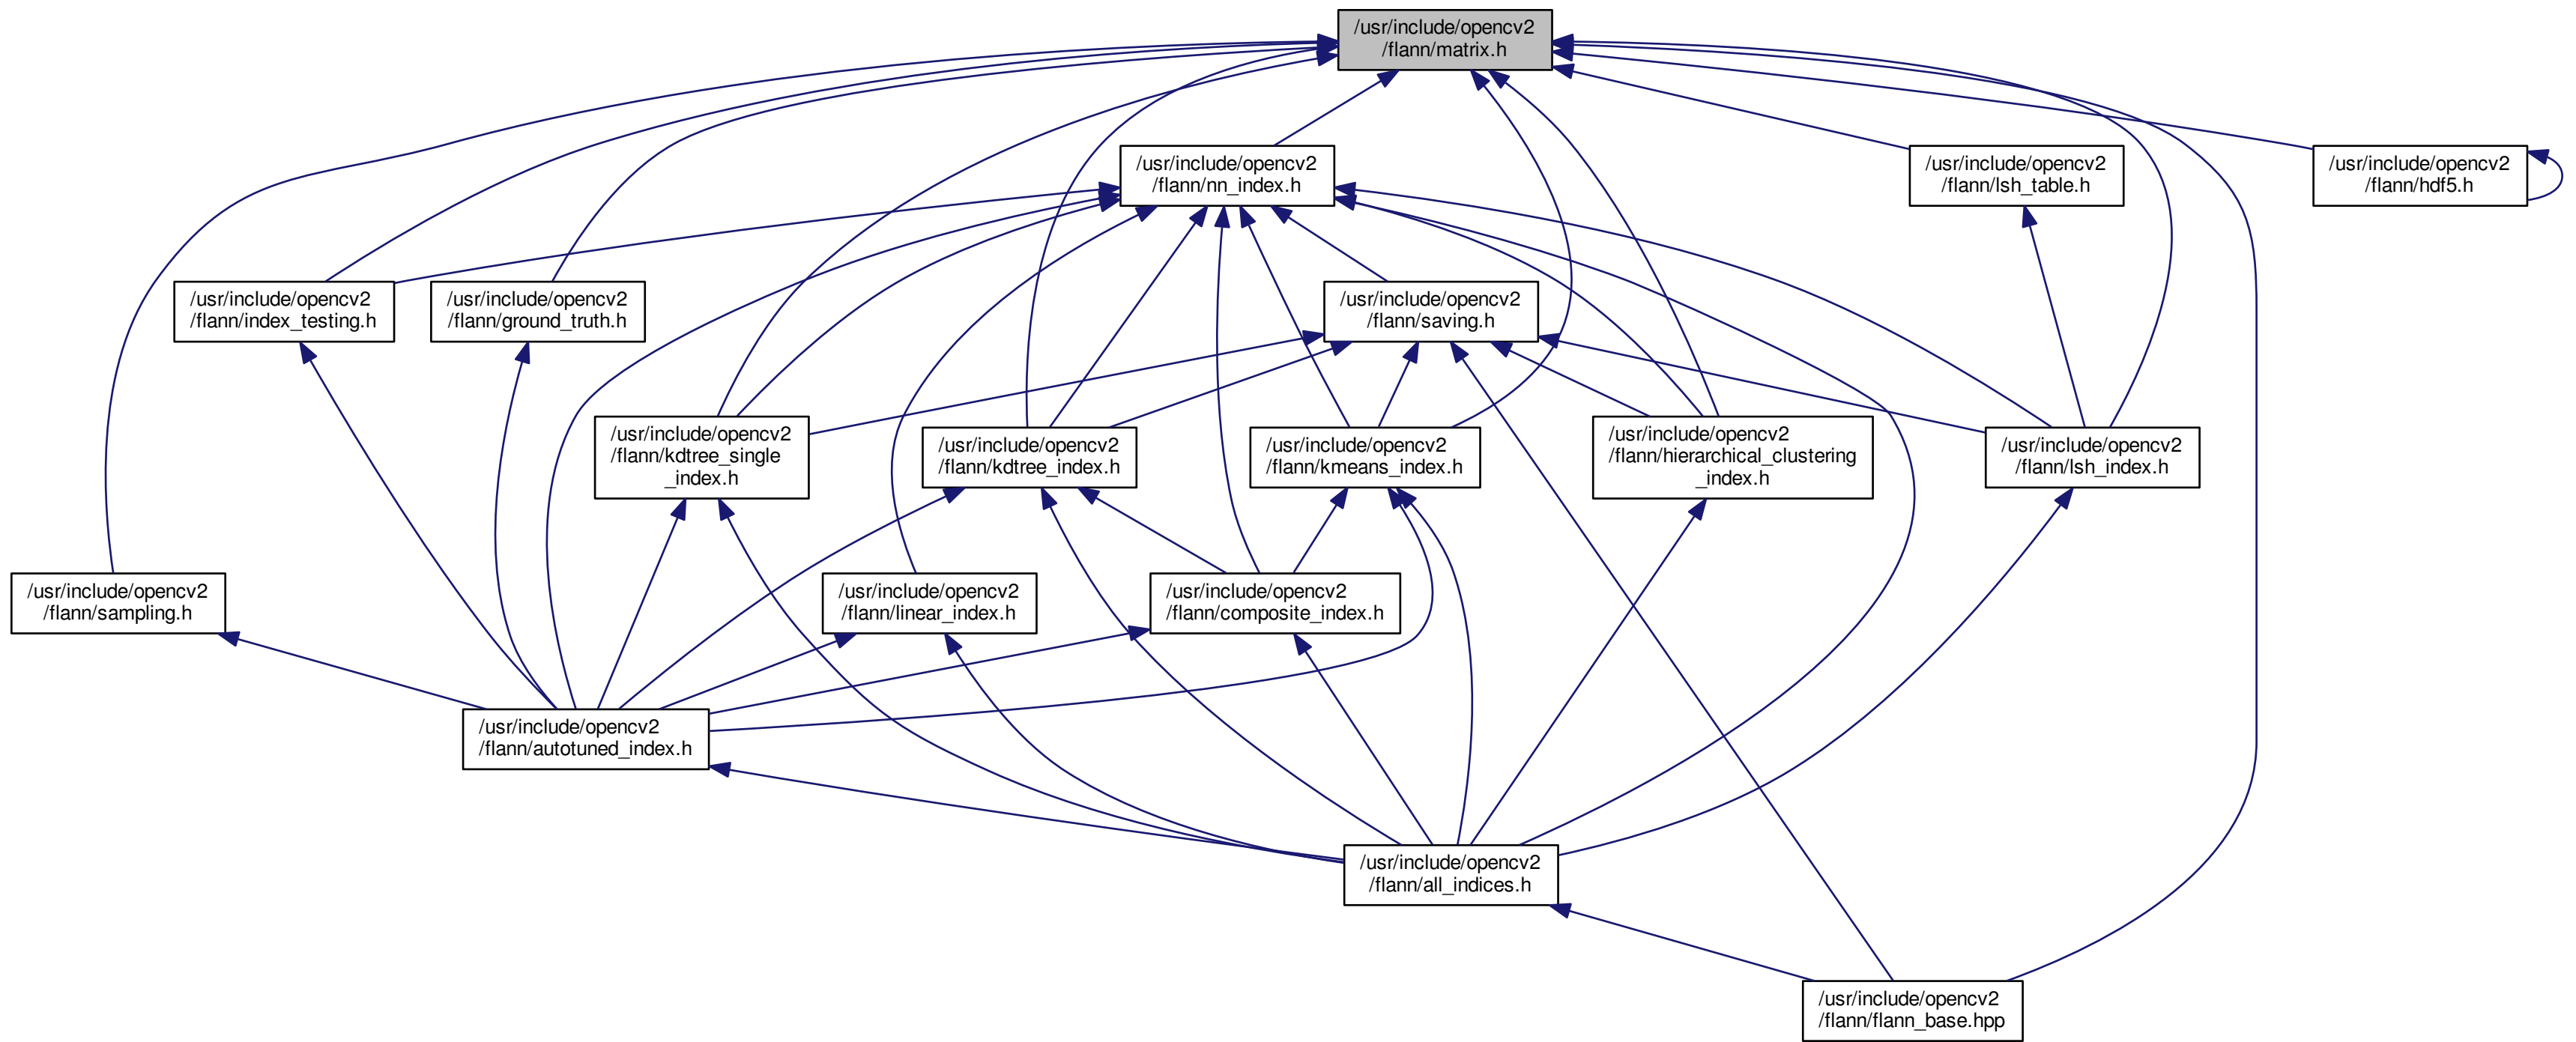 /usr/include/opencv2
/flann/matrix.h
/usr/include/opencv2
/flann/nn_index.h
/usr/include/opencv2
/flann/lsh_table.h
/usr/include/opencv2
/flann/hdf5.h
/usr/include/opencv2
/flann/index_testing.h
/usr/include/opencv2
/flann/ground_truth.h
/usr/include/opencv2
/flann/saving.h
/usr/include/opencv2
/flann/kdtree_single
_index.h
/usr/include/opencv2
/flann/kdtree_index.h
/usr/include/opencv2
/flann/kmeans_index.h
/usr/include/opencv2
/flann/hierarchical_clustering
_index.h
/usr/include/opencv2
/flann/lsh_index.h
/usr/include/opencv2
/flann/sampling.h
/usr/include/opencv2
/flann/linear_index.h
/usr/include/opencv2
/flann/composite_index.h
/usr/include/opencv2
/flann/autotuned_index.h
/usr/include/opencv2
/flann/all_indices.h
/usr/include/opencv2
/flann/flann_base.hpp